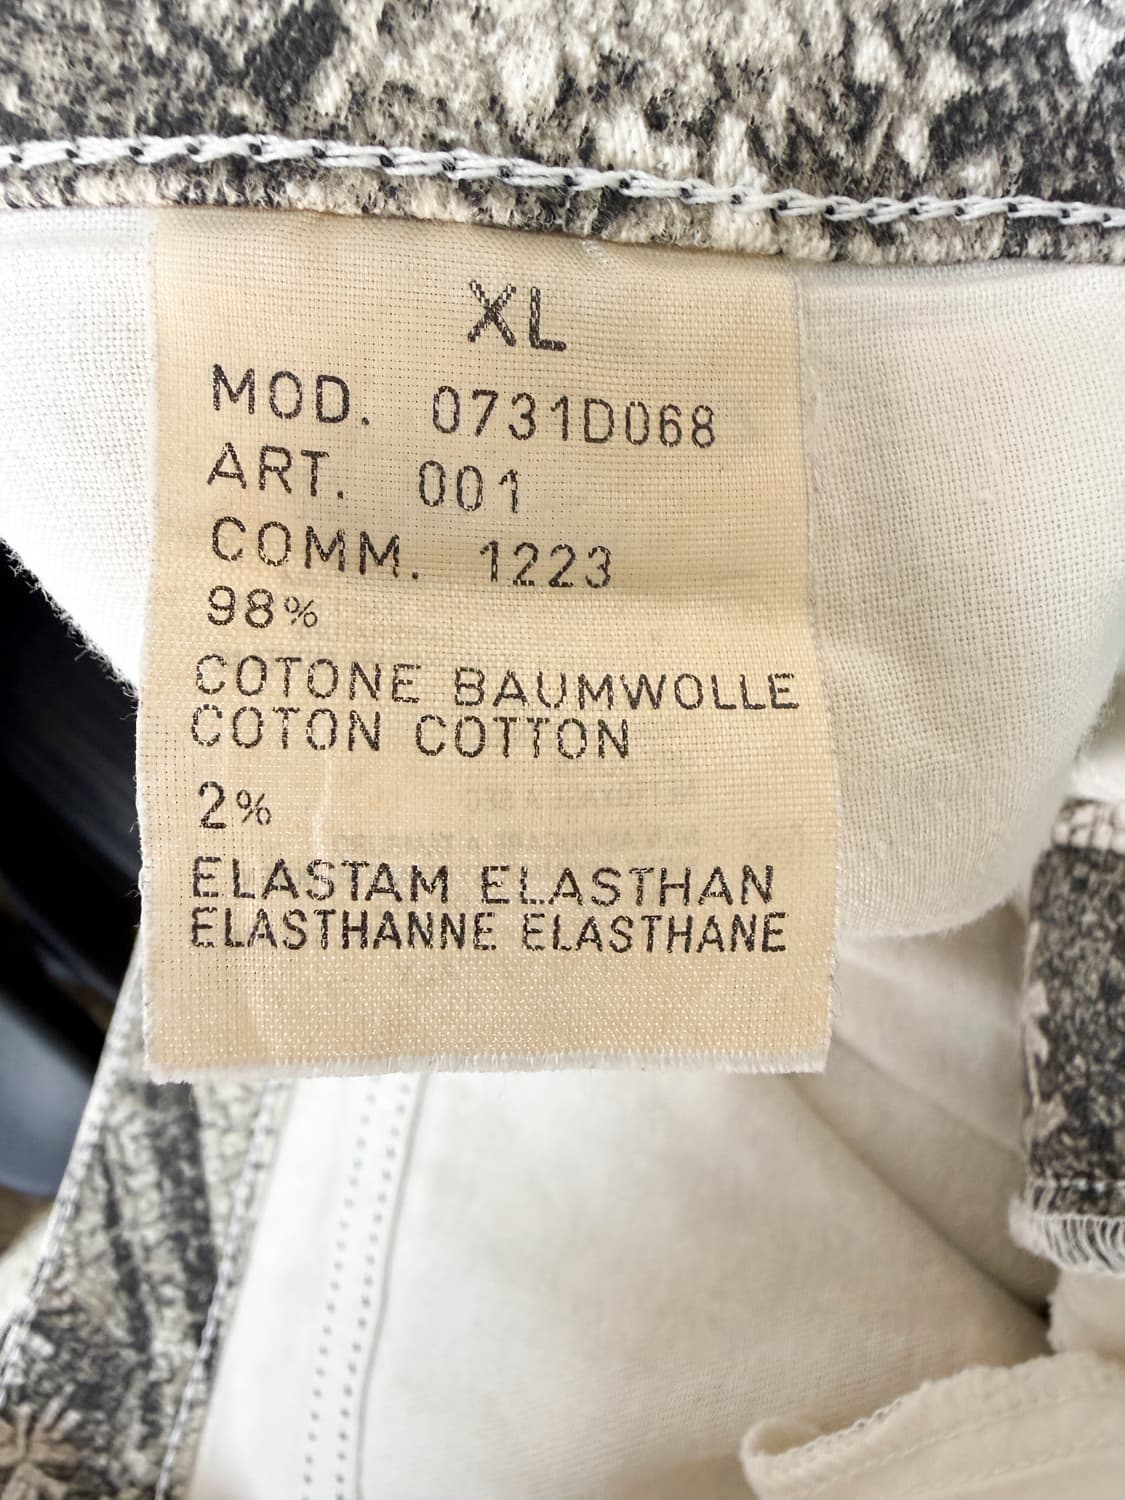 XL
MOD. 0731D068
ART. 001
COMM. 1223
98%
COTONE BAUMWOLLE
COTON COTTON
2%
ELASTAM ELASTHAN
ELASTHANNE ELASTHANE